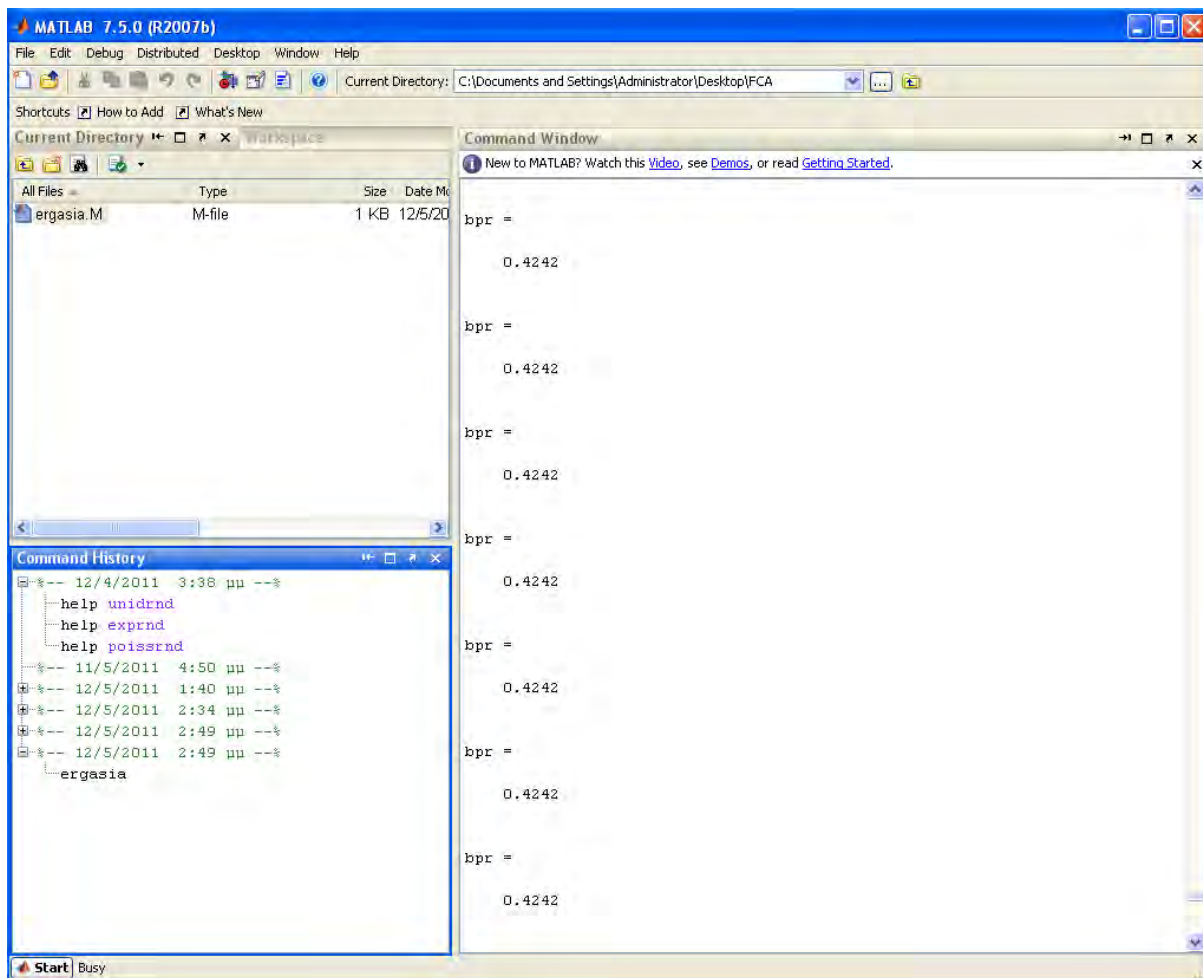 MATLAB 7.5.0 (R2007b)
File Edit Debug Distributed Desktop Window Help
Current Directory: C:\Documents and Settings\Administrator\Desktop\FCA
Shortcuts How to Add What's New
Current Directory Workspace
All Files Type Size Date Mo
ergasia.M M-file 1 KB 12/5/20
Command History
%-- 12/4/2011 3:38 μμ --%
help unidrnd
help exprnd
help poissrnd
%-- 11/5/2011 4:50 μμ --%
%-- 12/5/2011 1:40 μμ --%
%-- 12/5/2011 2:34 μμ --%
%-- 12/5/2011 2:49 μμ --%
%-- 12/5/2011 2:49 μμ --%
ergasia
Command Window
New to MATLAB? Watch this Video, see Demos, or read Getting Started.
bpr =
0.4242
bpr =
0.4242
bpr =
0.4242
bpr =
0.4242
bpr =
0.4242
bpr =
0.4242
bpr =
0.4242
Start Busy